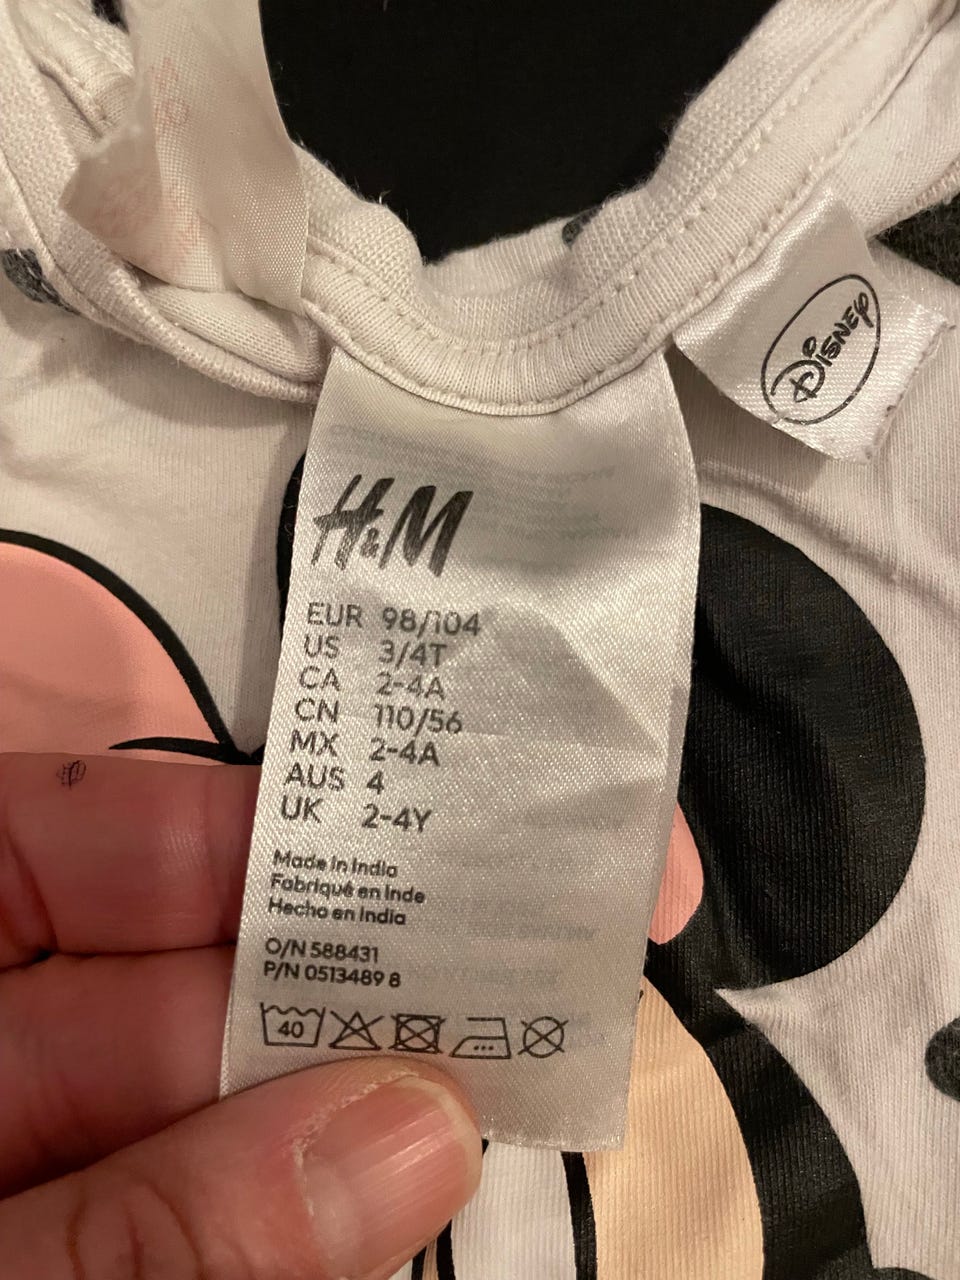 Disney
H&M
EUR 98/104
US 3/4T
CA 2-4A
CN 110/56
MX 2-4A
AUS 4
UK 2-4Y
Made in India
Fabriqué en Inde
Hecho en India
O/N 588431
P/N 0513489 8
40